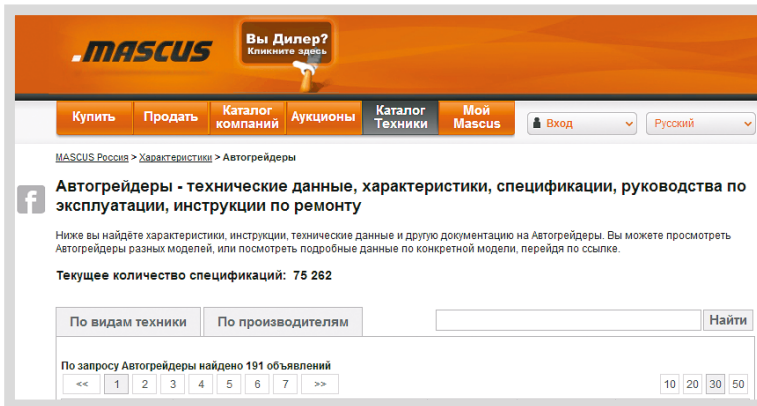 .MASCUS
Вы Дилер?
Кликните здесь
Купить
Продать
Каталог
компаний
Аукционы
Каталог
Техники
Мой
Mascus
Вход
Русский
MASCUS Россия > Характеристики > Автогрейдеры
f
Автогрейдеры - технические данные, характеристики, спецификации, руководства по
эксплуатации, инструкции по ремонту
Ниже вы найдёте характеристики, инструкции, технические данные и другую документацию на Автогрейдеры. Вы можете просмотреть
Автогрейдеры разных моделей, или посмотреть подробные данные по конкретной модели, перейдя по ссылке.
Текущее количество спецификаций: 75 262
По видам техники
По производителям
Найти
По запросу Автогрейдеры найдено 191 объявлений
<< 1 2 3 4 5 6 7 >>
10 20 30 50